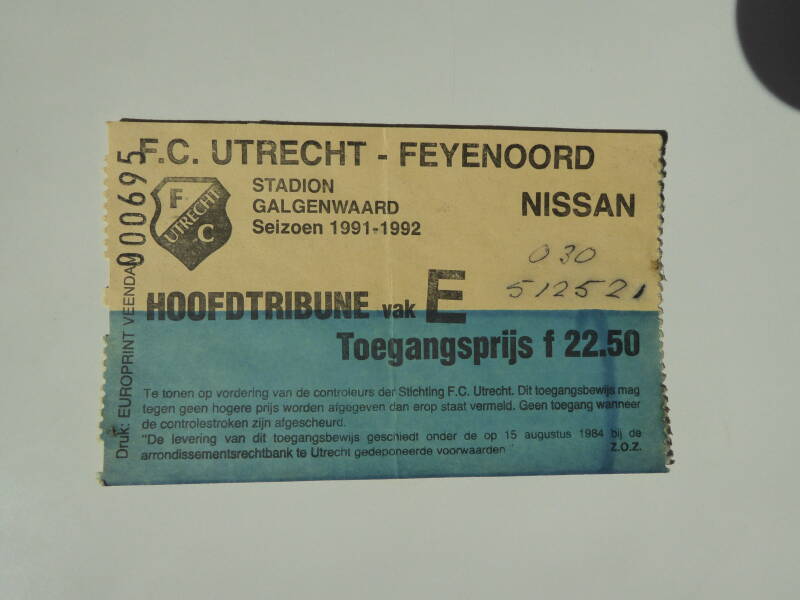 F.C. UTRECHT - FEYENOORD
000695
F.
UTRECHT
C
STADION
GALGENWAARD
Seizoen 1991-1992
NISSAN
030
512521
HOOFDTRIBUNE vak E
Toegangsprijs f 22.50
Druk: EUROPRINT VEENDAM
Te tonen op vordering van de controleurs der Stichting F.C. Utrecht. Dit toegangsbewijs mag
tegen geen hogere prijs worden afgegeven dan erop staat vermeld. Geen toegang wanneer
de controlestroken zijn afgescheurd.
"De levering van dit toegangsbewijs geschiedt onder de op 15 augustus 1984 bij de
arrondissementsrechtbank te Utrecht gedeponeerde voorwaarden"
Z.O.Z.